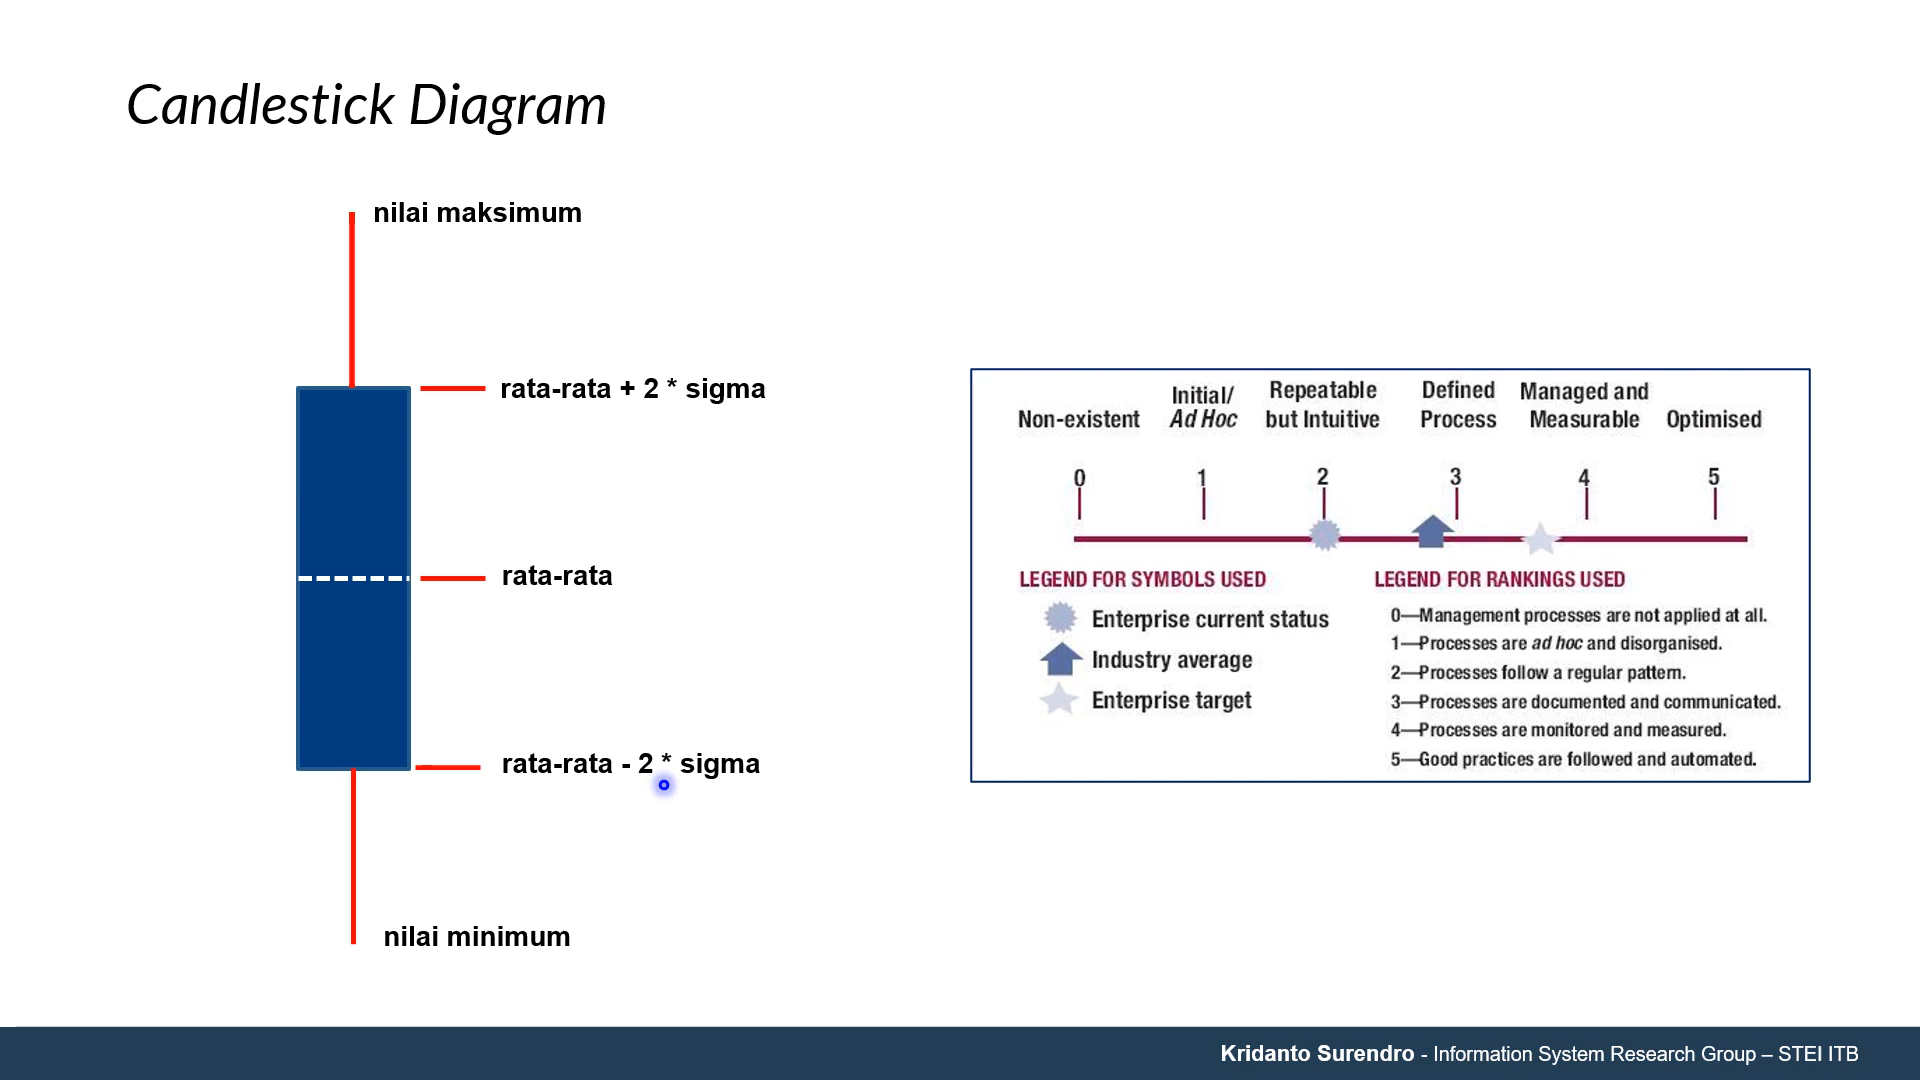 Candlestick Diagram
nilai maksimum
rata-rata + 2 * sigma
rata-rata
rata-rata - 2 * sigma
nilai minimum
Non-existent
Initial/
Ad Hoc
Repeatable
but Intuitive
Defined
Process
Managed and
Measurable
Optimised
0 1 2 3 4 5
LEGEND FOR SYMBOLS USED
Enterprise current status
Industry average
Enterprise target
LEGEND FOR RANKINGS USED
0—Management processes are not applied at all.
1—Processes are ad hoc and disorganised.
2—Processes follow a regular pattern.
3—Processes are documented and communicated.
4—Processes are monitored and measured.
5—Good practices are followed and automated.
Kridanto Surendro - Information System Research Group – STEI ITB